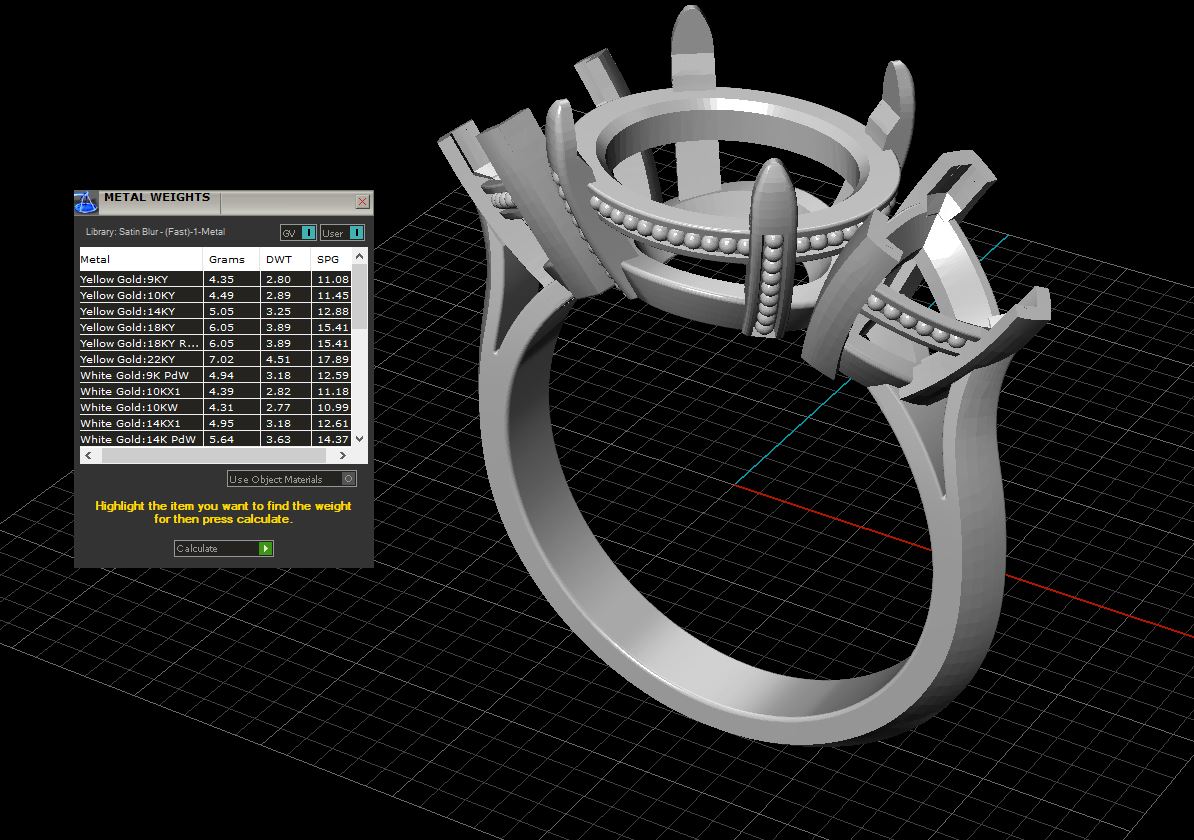 METAL WEIGHTS
Library: Satin Blur - (Fast)-1-Metal GV User
Metal Grams DWT SPG
Yellow Gold:9KY 4.35 2.80 11.08
Yellow Gold:10KY 4.49 2.89 11.45
Yellow Gold:14KY 5.05 3.25 12.88
Yellow Gold:18KY 6.05 3.89 15.41
Yellow Gold:18KY R... 6.05 3.89 15.41
Yellow Gold:22KY 7.02 4.51 17.89
White Gold:9K PdW 4.94 3.18 12.59
White Gold:10KX1 4.39 2.82 11.18
White Gold:10KW 4.31 2.77 10.99
White Gold:14KX1 4.95 3.18 12.61
White Gold:14K PdW 5.64 3.63 14.37
Use Object Materials
Highlight the item you want to find the weight
for then press calculate.
Calculate